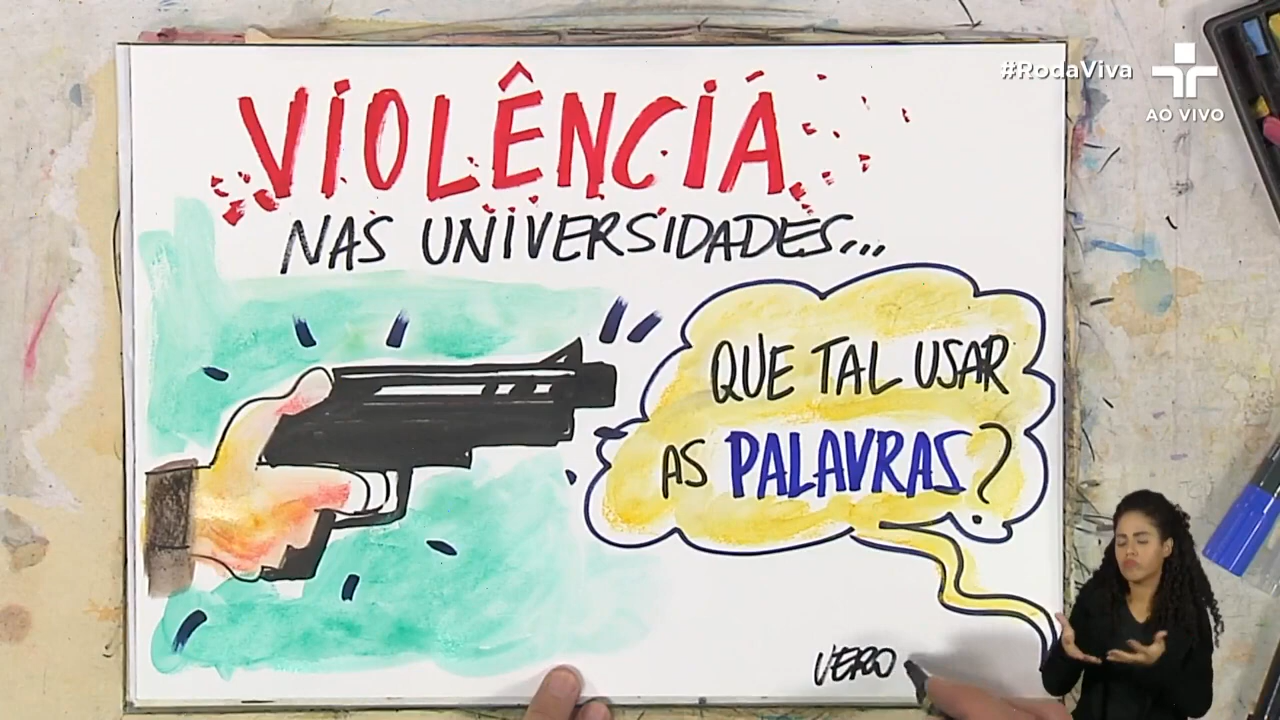 #RodaViva
AO VIVO
VIOLÊNCIA
NAS UNIVERSIDADES...
QUE TAL USAR
AS PALAVRAS?
VERO